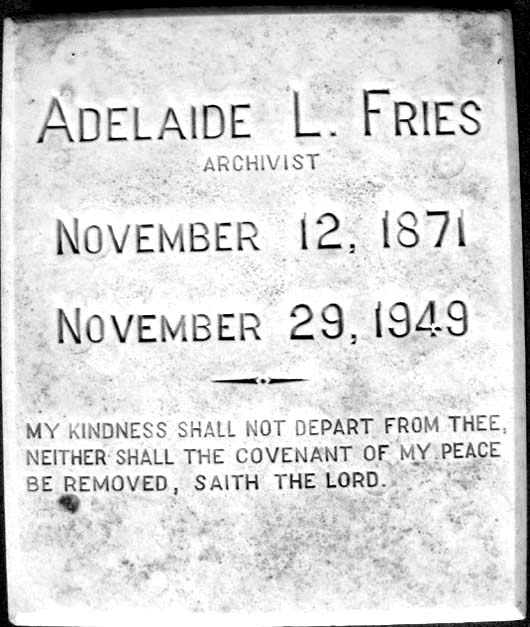 ADELAIDE L. FRIES
ARCHIVIST
NOVEMBER 12, 1871
NOVEMBER 29, 1949
MY KINDNESS SHALL NOT DEPART FROM THEE,
NEITHER SHALL THE COVENANT OF MY PEACE
BE REMOVED, SAITH THE LORD.